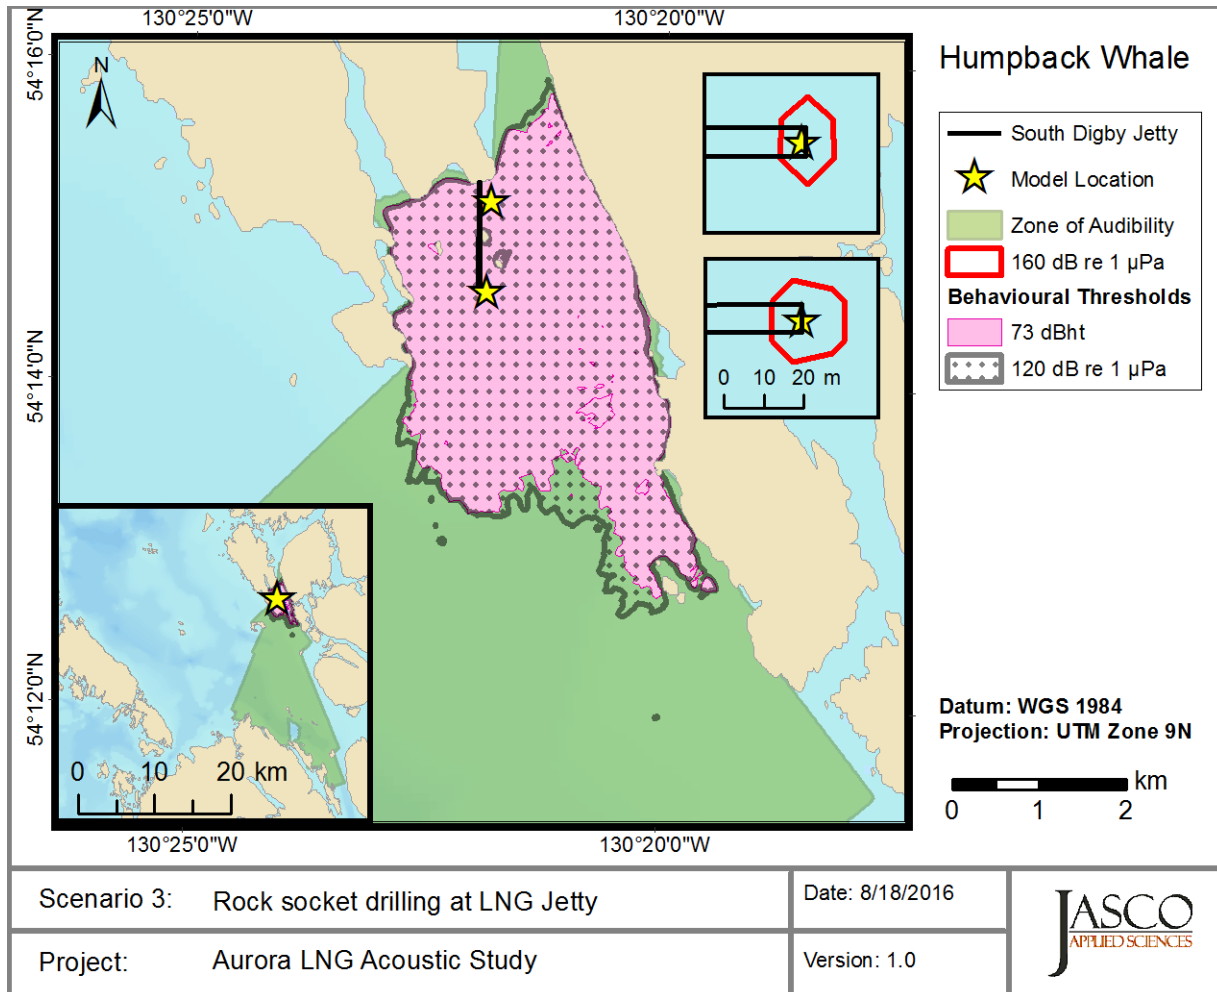 130°25'0"W
130°20'0"W
54°16'0"N
54°14'0"N
54°12'0"N
N
0 10 20 m
0 10 20 km
130°25'0"W
130°20'0"W
Humpback Whale
South Digby Jetty
Model Location
Zone of Audibility
160 dB re 1 µPa
Behavioural Thresholds
73 dBht
120 dB re 1 µPa
Datum: WGS 1984
Projection: UTM Zone 9N
km
0 1 2
Scenario 3: Rock socket drilling at LNG Jetty
Date: 8/18/2016
Project: Aurora LNG Acoustic Study
Version: 1.0
JASCO
APPLIED SCIENCES